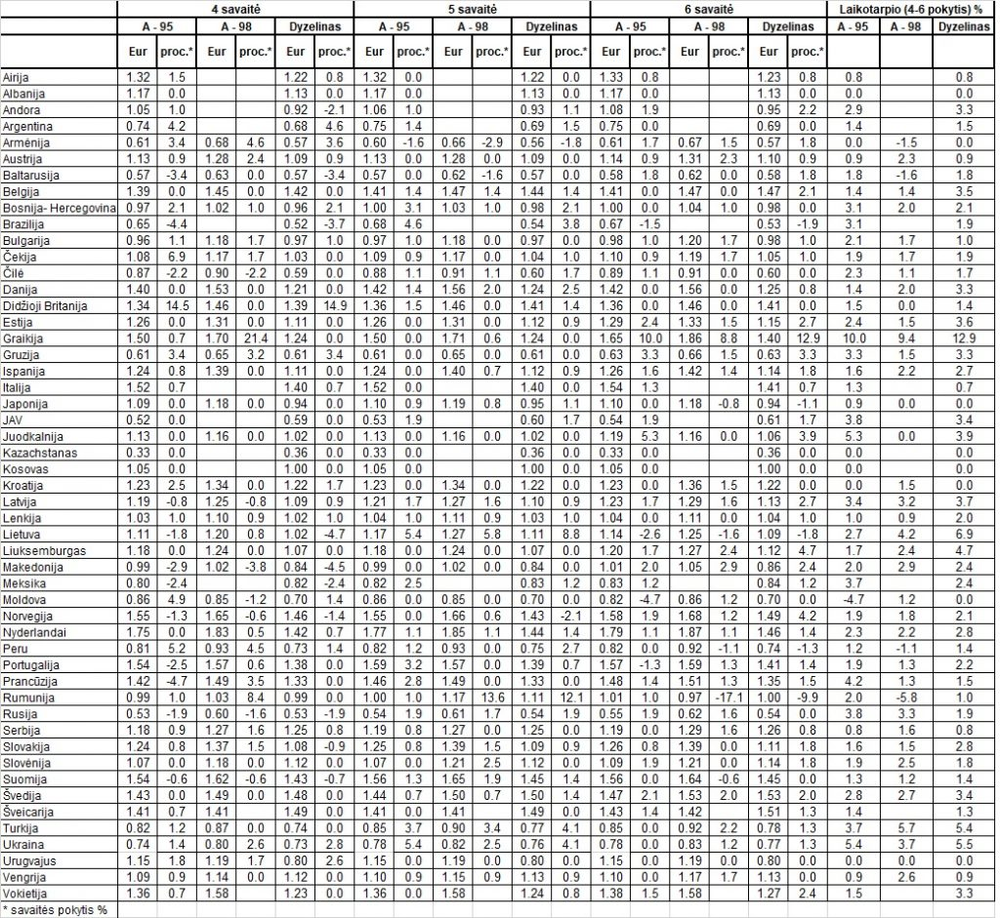 4 savaitė 5 savaitė 6 savaitė Laikotarpio (4-6 pokytis) %
A - 95 A - 98 Dyzelinas A - 95 A - 98 Dyzelinas A - 95 A - 98 Dyzelinas A - 95 A - 98 Dyzelinas
Eur proc.* Eur proc.* Eur proc.* Eur proc.* Eur proc.* Eur proc.* Eur proc.* Eur proc.* Eur proc.*
Airija 1.32 1.5 1.22 0.8 1.32 0.0 1.22 0.0 1.33 0.8 1.23 0.8 0.8 0.8
Albanija 1.17 0.0 1.13 0.0 1.17 0.0 1.13 0.0 1.17 0.0 1.13 0.0 0.0 0.0
Andora 1.05 1.0 0.92 -2.1 1.06 1.0 0.93 1.1 1.08 1.9 0.95 2.2 2.9 3.3
Argentina 0.74 4.2 0.68 4.6 0.75 1.4 0.69 1.5 0.75 0.0 0.69 0.0 1.4 1.5
Armėnija 0.61 3.4 0.68 4.6 0.57 3.6 0.60 -1.6 0.66 -2.9 0.56 -1.8 0.61 1.7 0.67 1.5 0.57 1.8 0.0 -1.5 0.0
Austrija 1.13 0.9 1.28 2.4 1.09 0.9 1.13 0.0 1.28 0.0 1.09 0.0 1.14 0.9 1.31 2.3 1.10 0.9 0.9 2.3 0.9
Baltarusija 0.57 -3.4 0.63 0.0 0.57 -3.4 0.57 0.0 0.62 -1.6 0.57 0.0 0.58 1.8 0.62 0.0 0.58 1.8 1.8 -1.6 1.8
Belgija 1.39 0.0 1.45 0.0 1.42 0.0 1.41 1.4 1.47 1.4 1.44 1.4 1.41 0.0 1.47 0.0 1.47 2.1 1.4 1.4 3.5
Bosnija- Hercegovina 0.97 2.1 1.02 1.0 0.96 2.1 1.00 3.1 1.03 1.0 0.98 2.1 1.00 0.0 1.04 1.0 0.98 0.0 3.1 2.0 2.1
Brazilija 0.65 -4.4 0.52 -3.7 0.68 4.6 0.54 3.8 0.67 -1.5 0.53 -1.9 3.1 1.9
Bulgarija 0.96 1.1 1.18 1.7 0.97 1.0 0.97 1.0 1.18 0.0 0.97 0.0 0.98 1.0 1.20 1.7 0.98 1.0 2.1 1.7 1.0
Čekija 1.08 6.9 1.17 1.7 1.03 0.0 1.09 0.9 1.17 0.0 1.04 1.0 1.10 0.9 1.19 1.7 1.05 1.0 1.9 1.7 1.9
Čilė 0.87 -2.2 0.90 -2.2 0.59 0.0 0.88 1.1 0.91 1.1 0.60 1.7 0.89 1.1 0.91 0.0 0.60 0.0 2.3 1.1 1.7
Danija 1.40 0.0 1.53 0.0 1.21 0.0 1.42 1.4 1.56 2.0 1.24 2.5 1.42 0.0 1.56 0.0 1.25 0.8 1.4 2.0 3.3
Didžioji Britanija 1.34 14.5 1.46 0.0 1.39 14.9 1.36 1.5 1.46 0.0 1.41 1.4 1.36 0.0 1.46 0.0 1.41 0.0 1.5 0.0 1.4
Estija 1.26 0.0 1.31 0.0 1.11 0.0 1.26 0.0 1.31 0.0 1.12 0.9 1.29 2.4 1.33 1.5 1.15 2.7 2.4 1.5 3.6
Graikija 1.50 0.7 1.70 21.4 1.24 0.0 1.50 0.0 1.71 0.6 1.24 0.0 1.65 10.0 1.86 8.8 1.40 12.9 10.0 9.4 12.9
Gruzija 0.61 3.4 0.65 3.2 0.61 3.4 0.61 0.0 0.65 0.0 0.61 0.0 0.63 3.3 0.66 1.5 0.63 3.3 3.3 1.5 3.3
Ispanija 1.24 0.8 1.39 0.0 1.11 0.0 1.24 0.0 1.40 0.7 1.12 0.9 1.26 1.6 1.42 1.4 1.14 1.8 1.6 2.2 2.7
Italija 1.52 0.7 1.40 0.7 1.52 0.0 1.40 0.0 1.54 1.3 1.41 0.7 1.3 0.7
Japonija 1.09 0.0 1.18 0.0 0.94 0.0 1.10 0.9 1.19 0.8 0.95 1.1 1.10 0.0 1.18 -0.8 0.94 -1.1 0.9 0.0 0.0
JAV 0.52 0.0 0.59 0.0 0.53 1.9 0.60 1.7 0.54 1.9 0.61 1.7 3.8 3.4
Juodkalnija 1.13 0.0 1.16 0.0 1.02 0.0 1.13 0.0 1.16 0.0 1.02 0.0 1.19 5.3 1.16 0.0 1.06 3.9 5.3 0.0 3.9
Kazachstanas 0.33 0.0 0.36 0.0 0.33 0.0 0.36 0.0 0.33 0.0 0.36 0.0 0.0 0.0
Kosovas 1.05 0.0 1.00 0.0 1.05 0.0 1.00 0.0 1.05 0.0 1.00 0.0 0.0 0.0
Kroatija 1.23 2.5 1.34 0.0 1.22 1.7 1.23 0.0 1.34 0.0 1.22 0.0 1.23 0.0 1.36 1.5 1.22 0.0 0.0 1.5 0.0
Latvija 1.19 -0.8 1.25 -0.8 1.09 0.9 1.21 1.7 1.27 1.6 1.10 0.9 1.23 1.7 1.29 1.6 1.13 2.7 3.4 3.2 3.7
Lenkija 1.03 1.0 1.10 0.9 1.02 1.0 1.04 1.0 1.11 0.9 1.03 1.0 1.04 0.0 1.11 0.0 1.04 1.0 1.0 0.9 2.0
Lietuva 1.11 -1.8 1.20 0.8 1.02 -4.7 1.17 5.4 1.27 5.8 1.11 8.8 1.14 -2.6 1.25 -1.6 1.09 -1.8 2.7 4.2 6.9
Liuksemburgas 1.18 0.0 1.24 0.0 1.07 0.0 1.18 0.0 1.24 0.0 1.07 0.0 1.20 1.7 1.27 2.4 1.12 4.7 1.7 2.4 4.7
Makedonija 0.99 -2.9 1.02 -3.8 0.84 -4.5 0.99 0.0 1.02 0.0 0.84 0.0 1.01 2.0 1.05 2.9 0.86 2.4 2.0 2.9 2.4
Meksika 0.80 -2.4 0.82 -2.4 0.82 2.5 0.83 1.2 0.83 1.2 0.84 1.2 3.7 2.4
Moldova 0.86 4.9 0.85 -1.2 0.70 1.4 0.86 0.0 0.85 0.0 0.70 0.0 0.82 -4.7 0.86 1.2 0.70 0.0 -4.7 1.2 0.0
Norvegija 1.55 -1.3 1.65 -0.6 1.46 -1.4 1.55 0.0 1.66 0.6 1.43 -2.1 1.58 1.9 1.68 1.2 1.49 4.2 1.9 1.8 2.1
Nyderlandai 1.75 0.0 1.83 0.5 1.42 0.7 1.77 1.1 1.85 1.1 1.44 1.4 1.79 1.1 1.87 1.1 1.46 1.4 2.3 2.2 2.8
Peru 0.81 5.2 0.93 4.5 0.73 1.4 0.82 1.2 0.93 0.0 0.75 2.7 0.82 0.0 0.92 -1.1 0.74 -1.3 1.2 -1.1 1.4
Portugalija 1.54 -2.5 1.57 0.6 1.38 0.0 1.59 3.2 1.57 0.0 1.39 0.7 1.57 -1.3 1.59 1.3 1.41 1.4 1.9 1.3 2.2
Prancūzija 1.42 -4.7 1.49 3.5 1.33 0.0 1.46 2.8 1.49 0.0 1.33 0.0 1.48 1.4 1.51 1.3 1.35 1.5 4.2 1.3 1.5
Rumunija 0.99 1.0 1.03 8.4 0.99 0.0 1.00 1.0 1.17 13.6 1.11 12.1 1.01 1.0 0.97 -17.1 1.00 -9.9 2.0 -5.8 1.0
Rusija 0.53 -1.9 0.60 -1.6 0.53 -1.9 0.54 1.9 0.61 1.7 0.54 1.9 0.55 1.9 0.62 1.6 0.54 0.0 3.8 3.3 1.9
Serbija 1.18 0.9 1.27 1.6 1.25 0.8 1.19 0.8 1.27 0.0 1.25 0.0 1.19 0.0 1.29 1.6 1.26 0.8 0.8 1.6 0.8
Slovakija 1.24 0.8 1.37 1.5 1.08 -0.9 1.25 0.8 1.39 1.5 1.09 0.9 1.26 0.8 1.39 0.0 1.11 1.8 1.6 1.5 2.8
Slovėnija 1.07 0.0 1.18 0.0 1.12 0.0 1.07 0.0 1.21 2.5 1.12 0.0 1.09 1.9 1.21 0.0 1.14 1.8 1.9 2.5 1.8
Suomija 1.54 -0.6 1.62 -0.6 1.43 -0.7 1.56 1.3 1.65 1.9 1.45 1.4 1.56 0.0 1.64 -0.6 1.45 0.0 1.3 1.2 1.4
Švedija 1.43 0.0 1.49 0.0 1.48 0.0 1.44 0.7 1.50 0.7 1.50 1.4 1.47 2.1 1.53 2.0 1.53 2.0 2.8 2.7 3.4
Šveicarija 1.41 0.7 1.41 1.49 0.0 1.41 0.0 1.41 1.49 0.0 1.43 1.4 1.42 1.51 1.3 1.4 1.3
Turkija 0.82 1.2 0.87 0.0 0.74 0.0 0.85 3.7 0.90 3.4 0.77 4.1 0.85 0.0 0.92 2.2 0.78 1.3 3.7 5.7 5.4
Ukraina 0.74 1.4 0.80 2.6 0.73 2.8 0.78 5.4 0.82 2.5 0.76 4.1 0.78 0.0 0.83 1.2 0.77 1.3 5.4 3.7 5.5
Urugvajus 1.15 1.8 1.19 1.7 0.80 2.6 1.15 0.0 1.19 0.0 0.80 0.0 1.15 0.0 1.19 0.0 0.80 0.0 0.0 0.0 0.0
Vengrija 1.09 0.9 1.14 0.0 1.12 0.0 1.10 0.9 1.15 0.9 1.13 0.9 1.10 0.0 1.17 1.7 1.13 0.0 0.9 2.6 0.9
Vokietija 1.36 0.7 1.58 1.23 0.0 1.36 0.0 1.58 1.24 0.8 1.38 1.5 1.58 1.27 2.4 1.5 3.3
* savaitės pokytis %